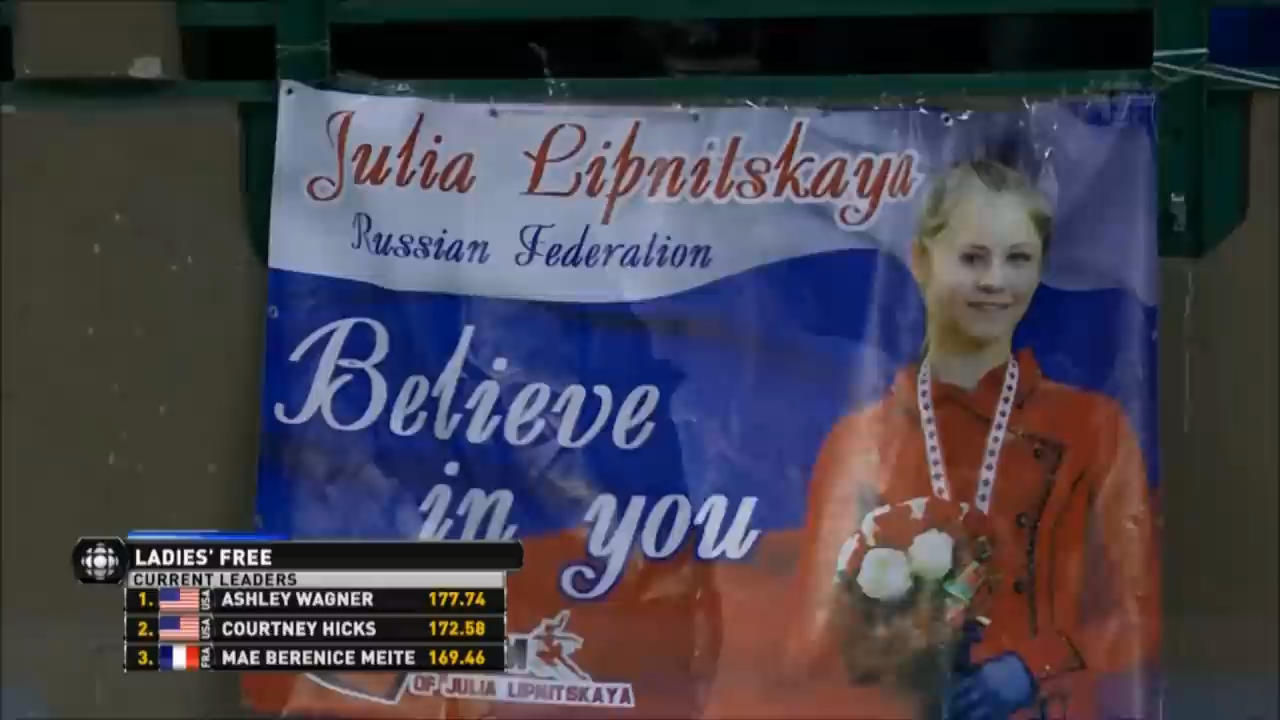 Julia Lipnitskaya
Russian Federation
Believe
in you
LADIES' FREE
CURRENT LEADERS
1. USA ASHLEY WAGNER 177.74
2. USA COURTNEY HICKS 172.58
3. FRA MAE BERENICE MEITE 169.46
OF JULIA LIPNITSKAYA